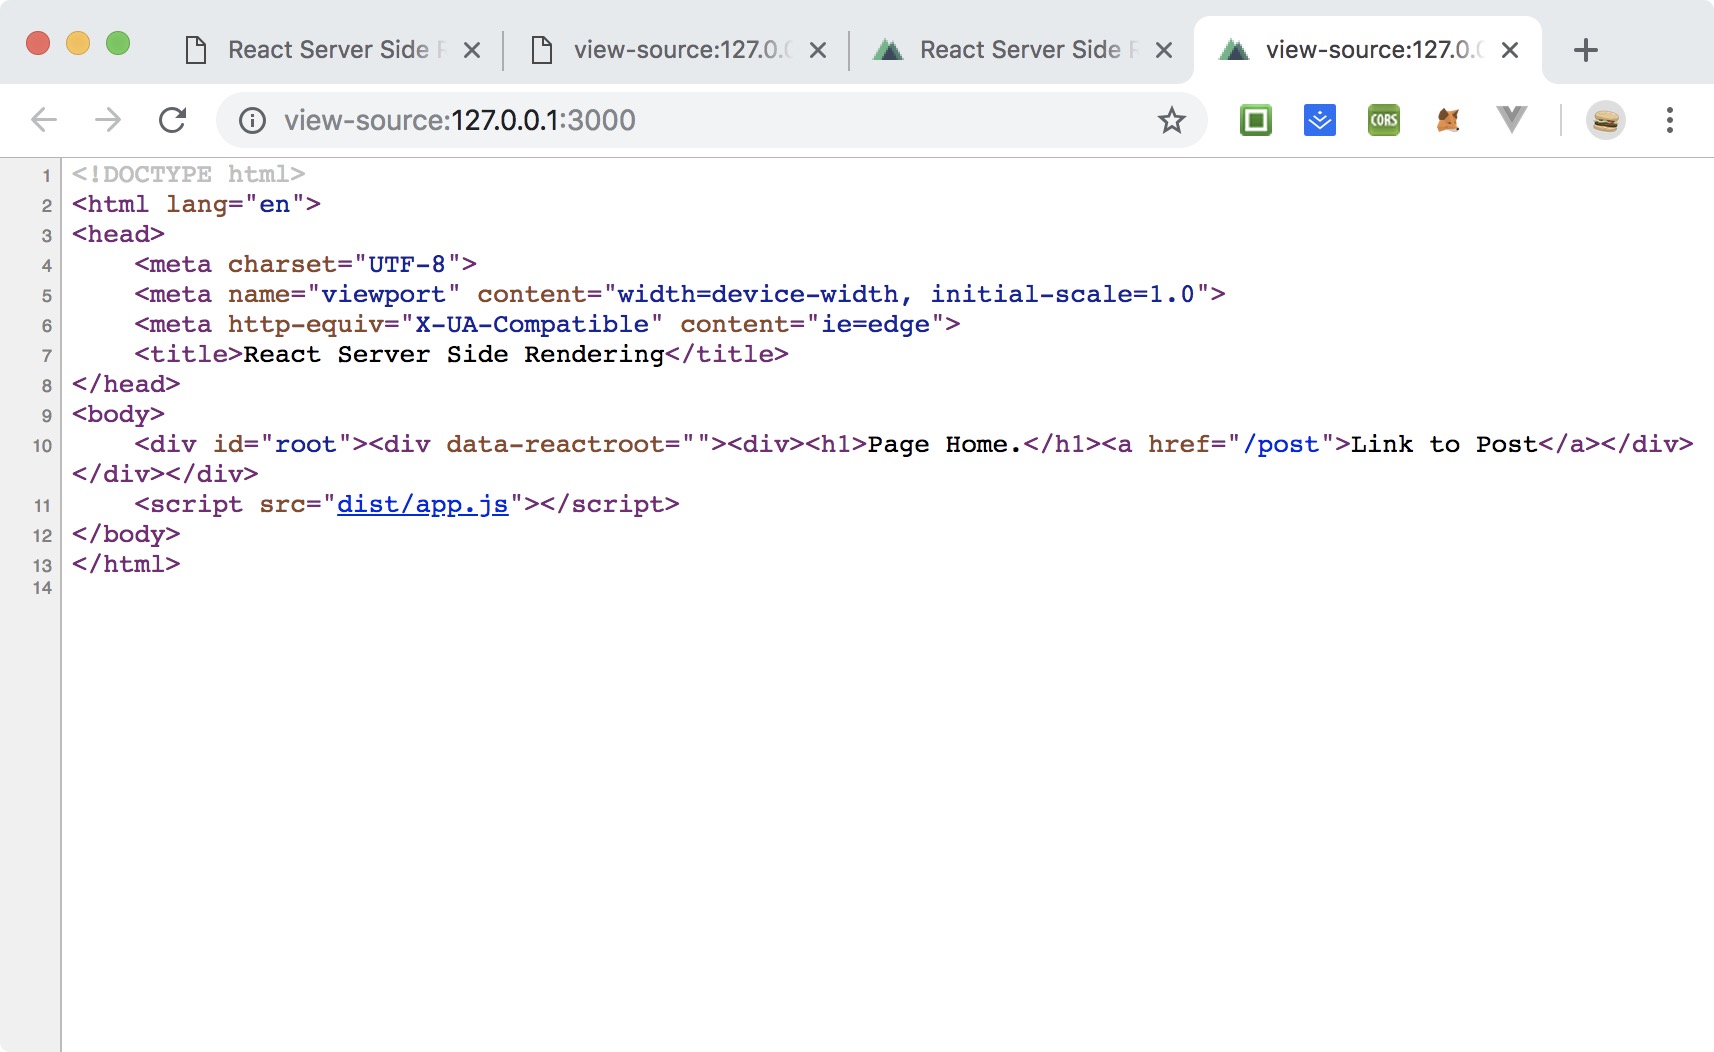 React Server Side
view-source:127.0.0
React Server Side
view-source:127.0.0
view-source:127.0.0.1:3000
CORS
1 <!DOCTYPE html>
2 <html lang="en">
3 <head>
4     <meta charset="UTF-8">
5     <meta name="viewport" content="width=device-width, initial-scale=1.0">
6     <meta http-equiv="X-UA-Compatible" content="ie=edge">
7     <title>React Server Side Rendering</title>
8 </head>
9 <body>
10     <div id="root"><div data-reactroot=""><div><h1>Page Home.</h1><a href="/post">Link to Post</a></div>
</div></div>
11     <script src="dist/app.js"></script>
12 </body>
13 </html>
14